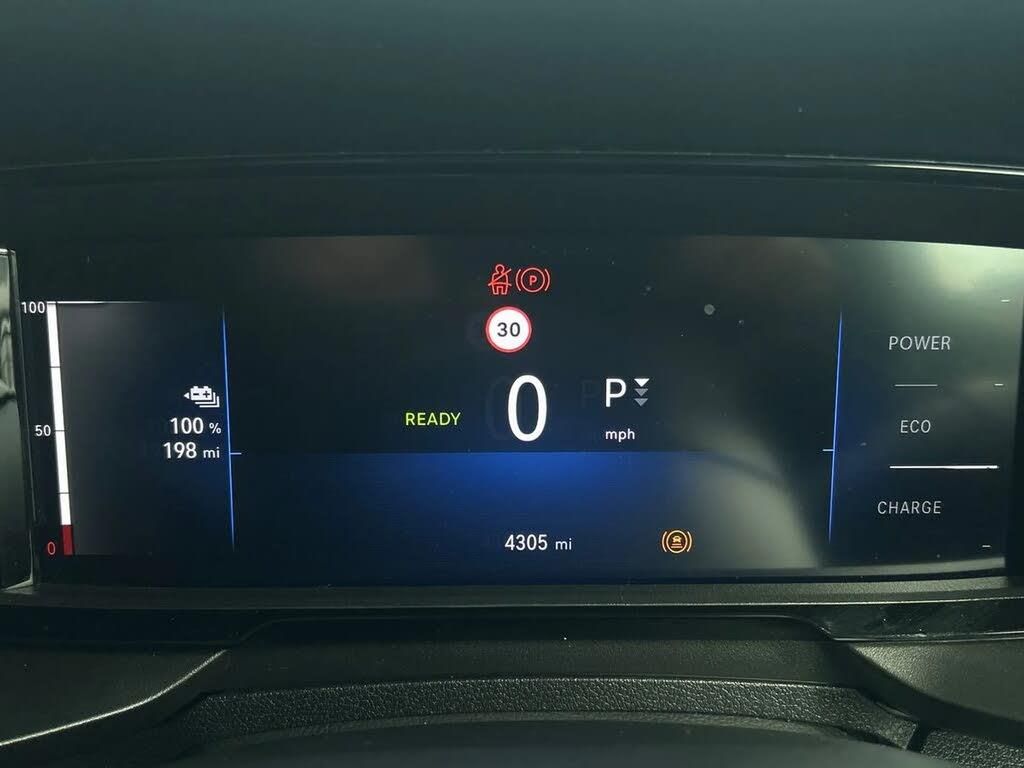 P
30
100
POWER
0
P
READY
ECO
50
100 %
mph
198 mi
CHARGE
4305 mi
0